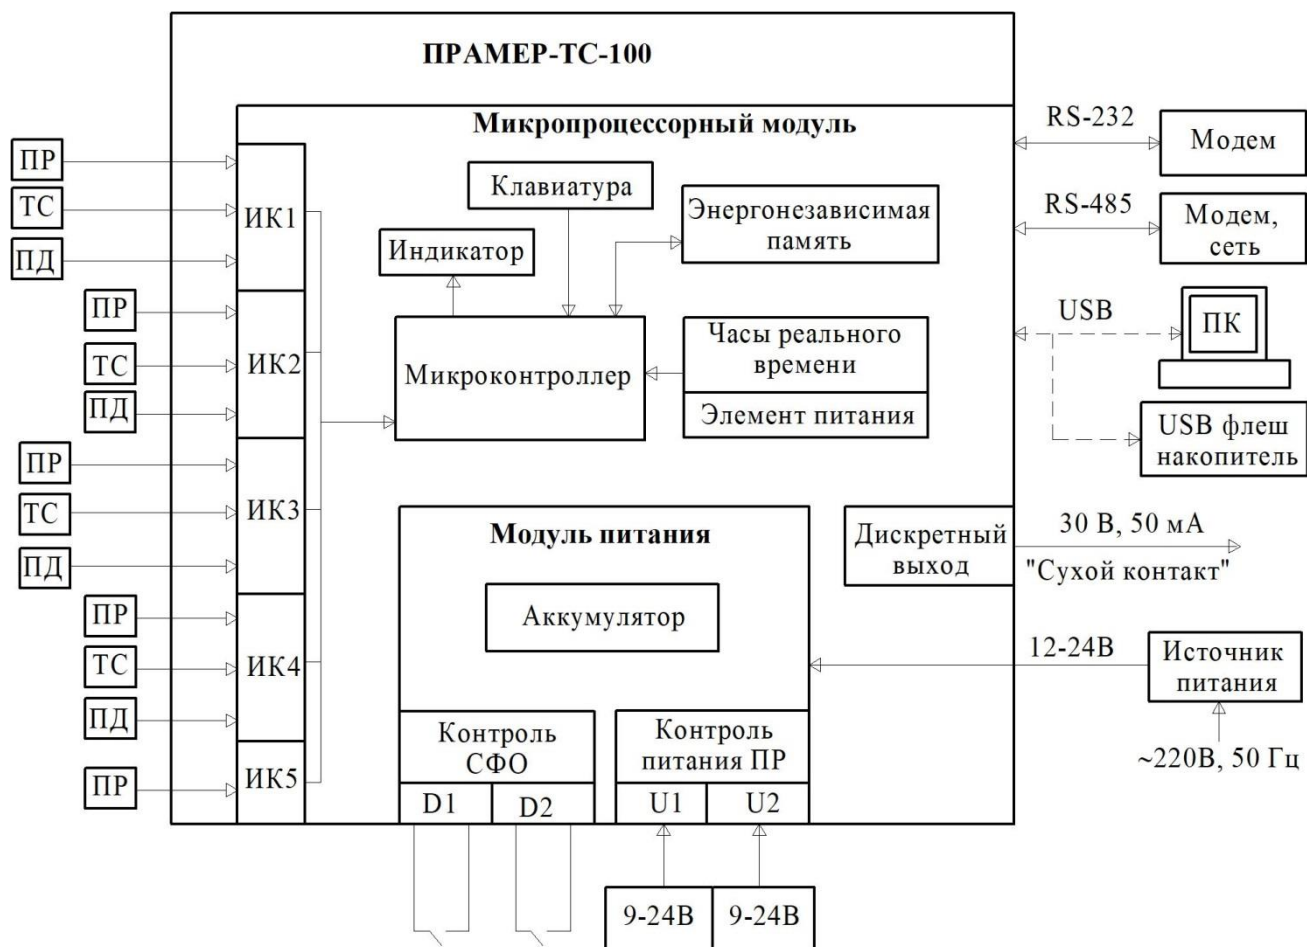 ПРАМЕР-ТС-100
Микропроцессорный модуль
ПР
ТС
ПД
ИК1
ПР
ТС
ПД
ИК2
ПР
ТС
ПД
ИК3
ПР
ТС
ПД
ИК4
ПР
ИК5
Клавиатура
Индикатор
Энергонезависимая
память
Микроконтроллер
Часы реального
времени
Элемент питания
Модуль питания
Аккумулятор
Контроль
СФО
D1
D2
Контроль
питания ПР
U1
U2
9-24В
9-24В
Дискретный
выход
RS-232
Модем
RS-485
Модем,
сеть
USB
ПК
USB флеш
накопитель
30 В, 50 мА
"Сухой контакт"
12-24В
Источник
питания
~220В, 50 Гц